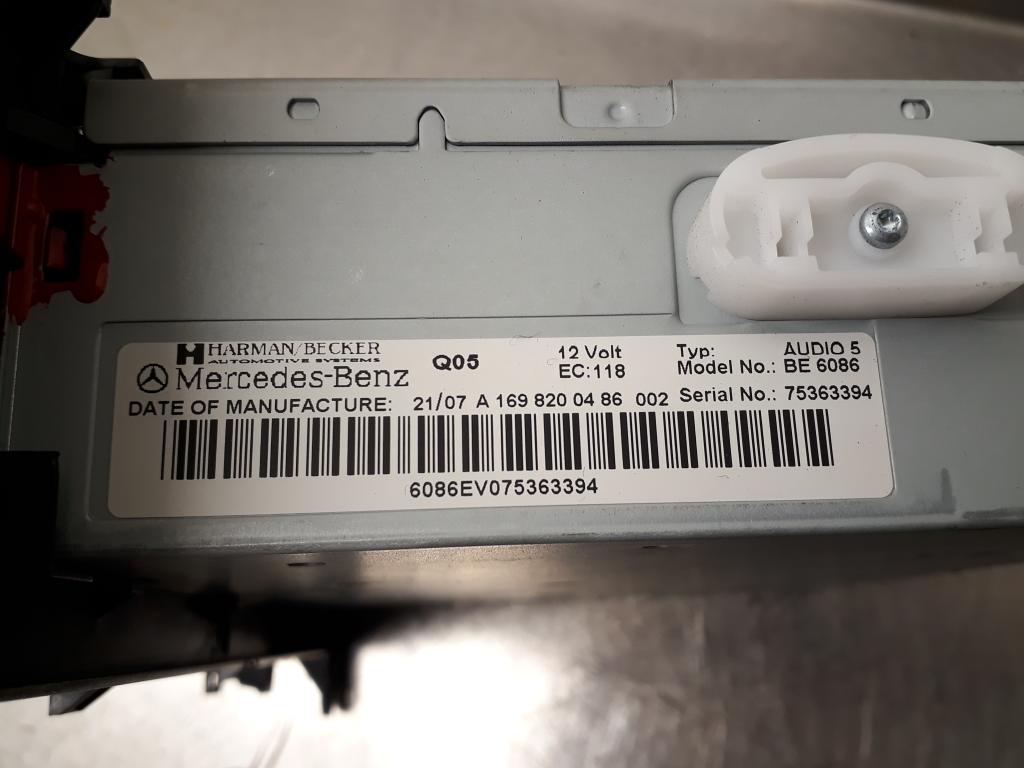 HARMAN/BECKER
AUTOMOTIVE SYSTEMS
Mercedes-Benz
Q05
12 Volt
EC:118
Typ: AUDIO 5
Model No.: BE 6086
DATE OF MANUFACTURE: 21/07 A 169 820 04 86 002 Serial No.: 75363394
6086EV075363394